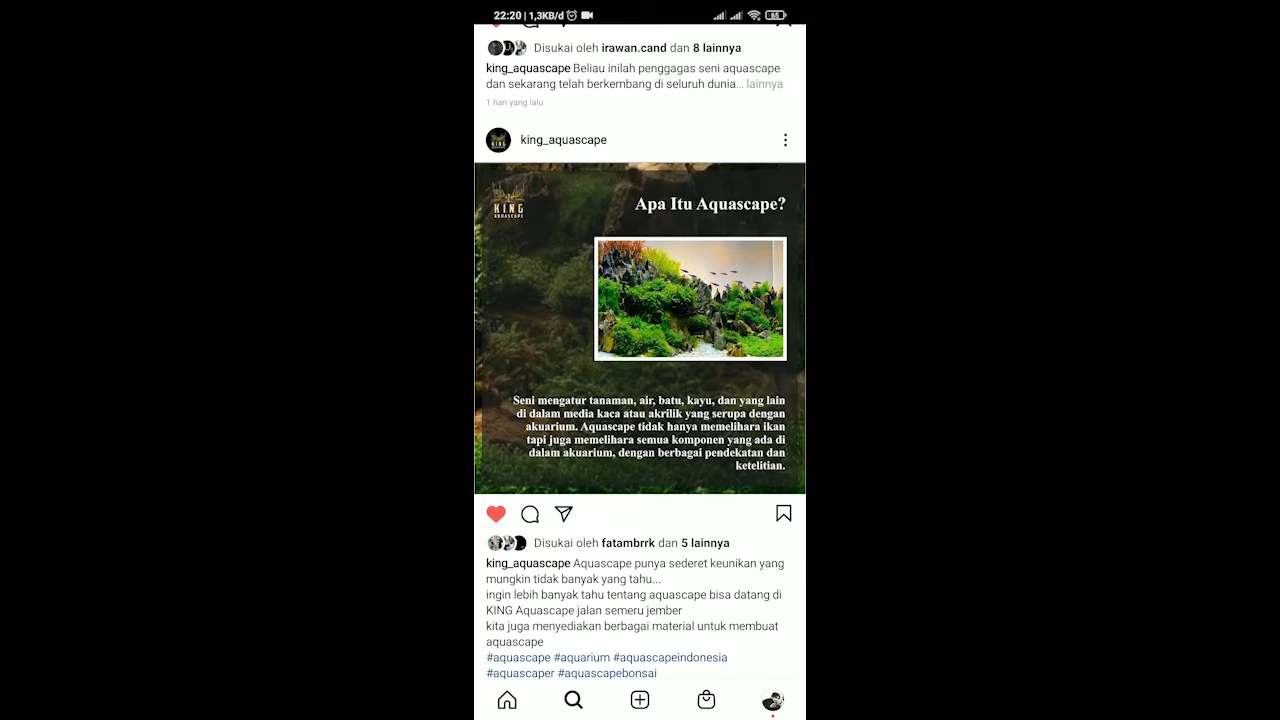 22:20 | 1,3KB/d
65
Disukai oleh irawan.cand dan 8 lainnya
king_aquascape Beliau inilah penggagas seni aquascape
dan sekarang telah berkembang di seluruh dunia... lainnya
1 hari yang lalu
king_aquascape
KING
AQUASCAPE
Apa Itu Aquascape?
Seni mengatur tanaman, air, batu, kayu, dan yang lain
di dalam media kaca atau akrilik yang serupa dengan
akuarium. Aquascape tidak hanya memelihara ikan
tapi juga memelihara semua komponen yang ada di
dalam akuarium, dengan berbagai pendekatan dan
ketelitian.
Disukai oleh fatambrrk dan 5 lainnya
king_aquascape Aquascape punya sederet keunikan yang
mungkin tidak banyak yang tahu...
ingin lebih banyak tahu tentang aquascape bisa datang di
KING Aquascape jalan semeru jember
kita juga menyediakan berbagai material untuk membuat
aquascape
#aquascape #aquarium #aquascapeindonesia
#aquascaper #aquascapebonsai